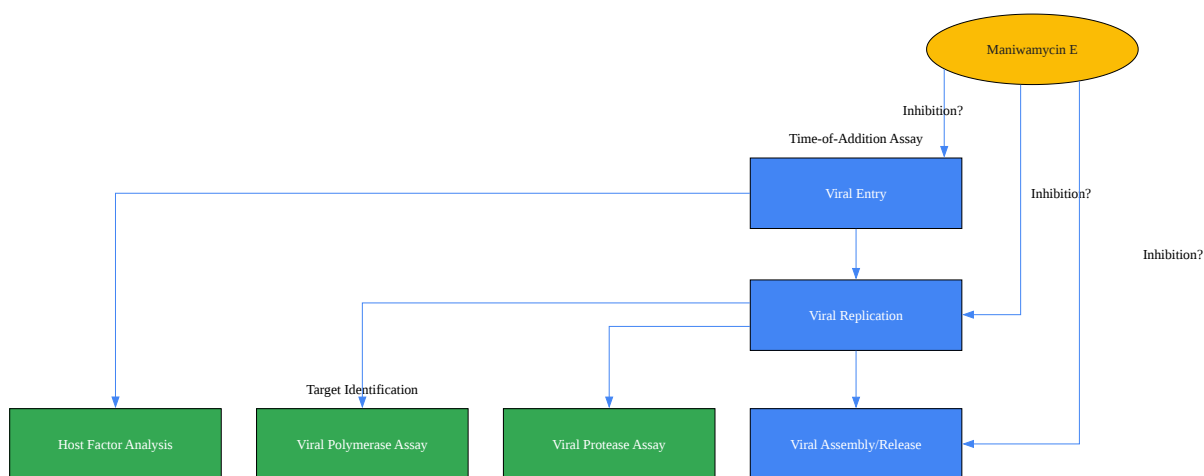 Maniwamycin E
Inhibition?
Time-of-Addition Assay
Viral Entry
Inhibition?
Inhibition?
Viral Replication
Target Identification
Host Factor Analysis
Viral Polymerase Assay
Viral Protease Assay
Viral Assembly/Release